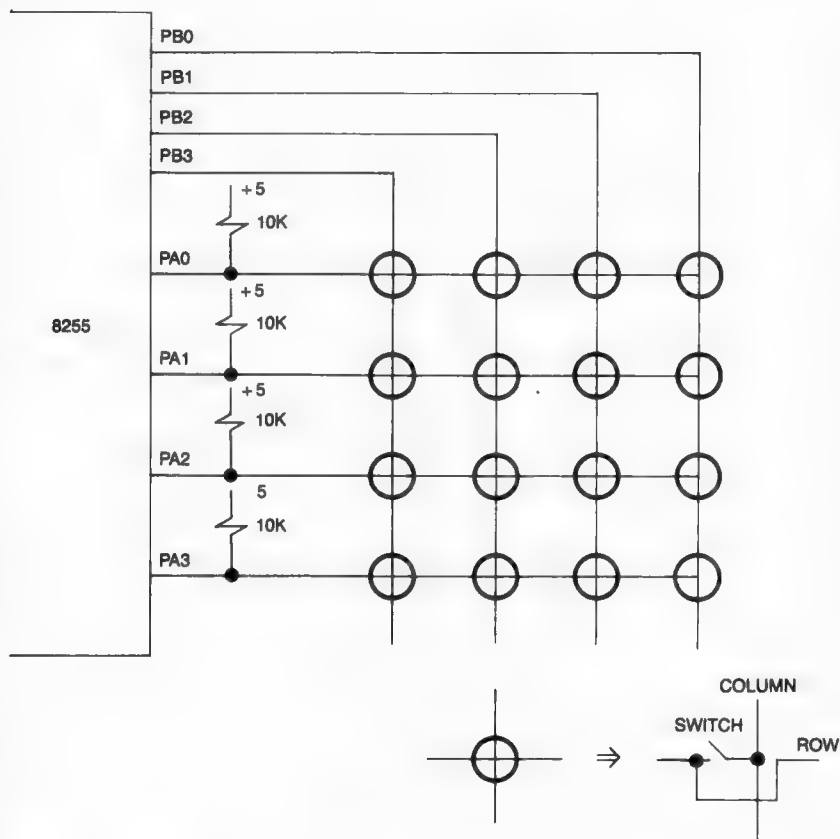 PB0
PB1
PB2
PB3
+5
10K
PA0
+5
8255
10K
PA1
+5
10K
PA2
5
10K
PA3
COLUMN
SWITCH
ROW